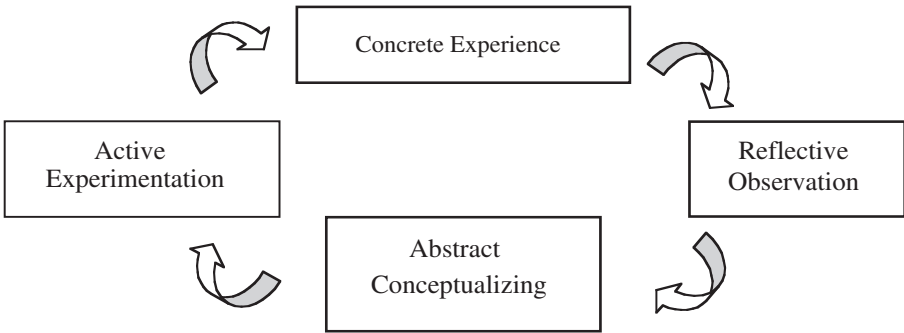 Concrete Experience
Active
Experimentation
Reflective
Observation
Abstract
Conceptualizing